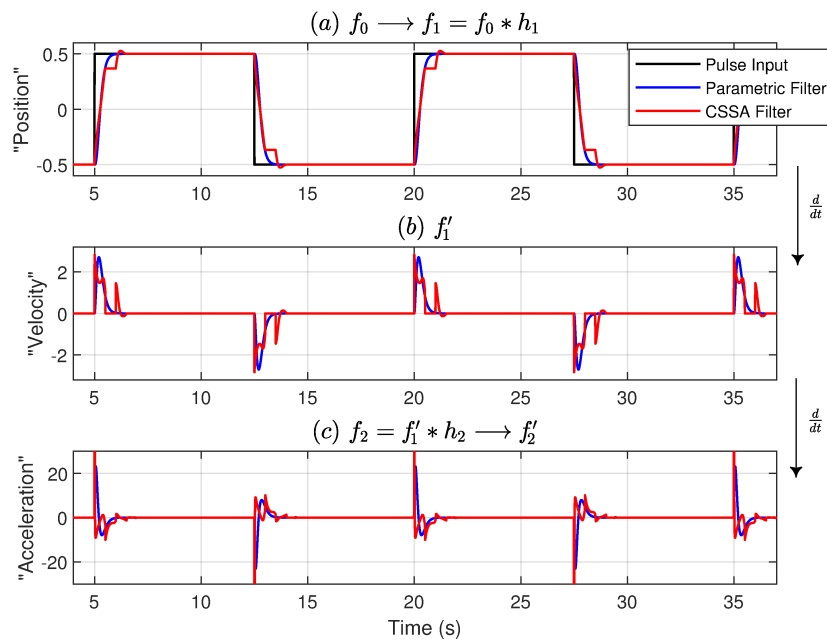 (a) f₀ ⟶ f₁ = f₀ * h₁
0.5
0
-0.5
"Position"
Pulse Input
Parametric Filter
CSSA Filter
5 10 15 20 25 30 35
Time (s)
d/dt
(b) f₁′
2
0
-2
"Velocity"
5 10 15 20 25 30 35
d/dt
(c) f₂ = f₁′ * h₂ ⟶ f₂′
20
0
-20
"Acceleration"
5 10 15 20 25 30 35
Time (s)